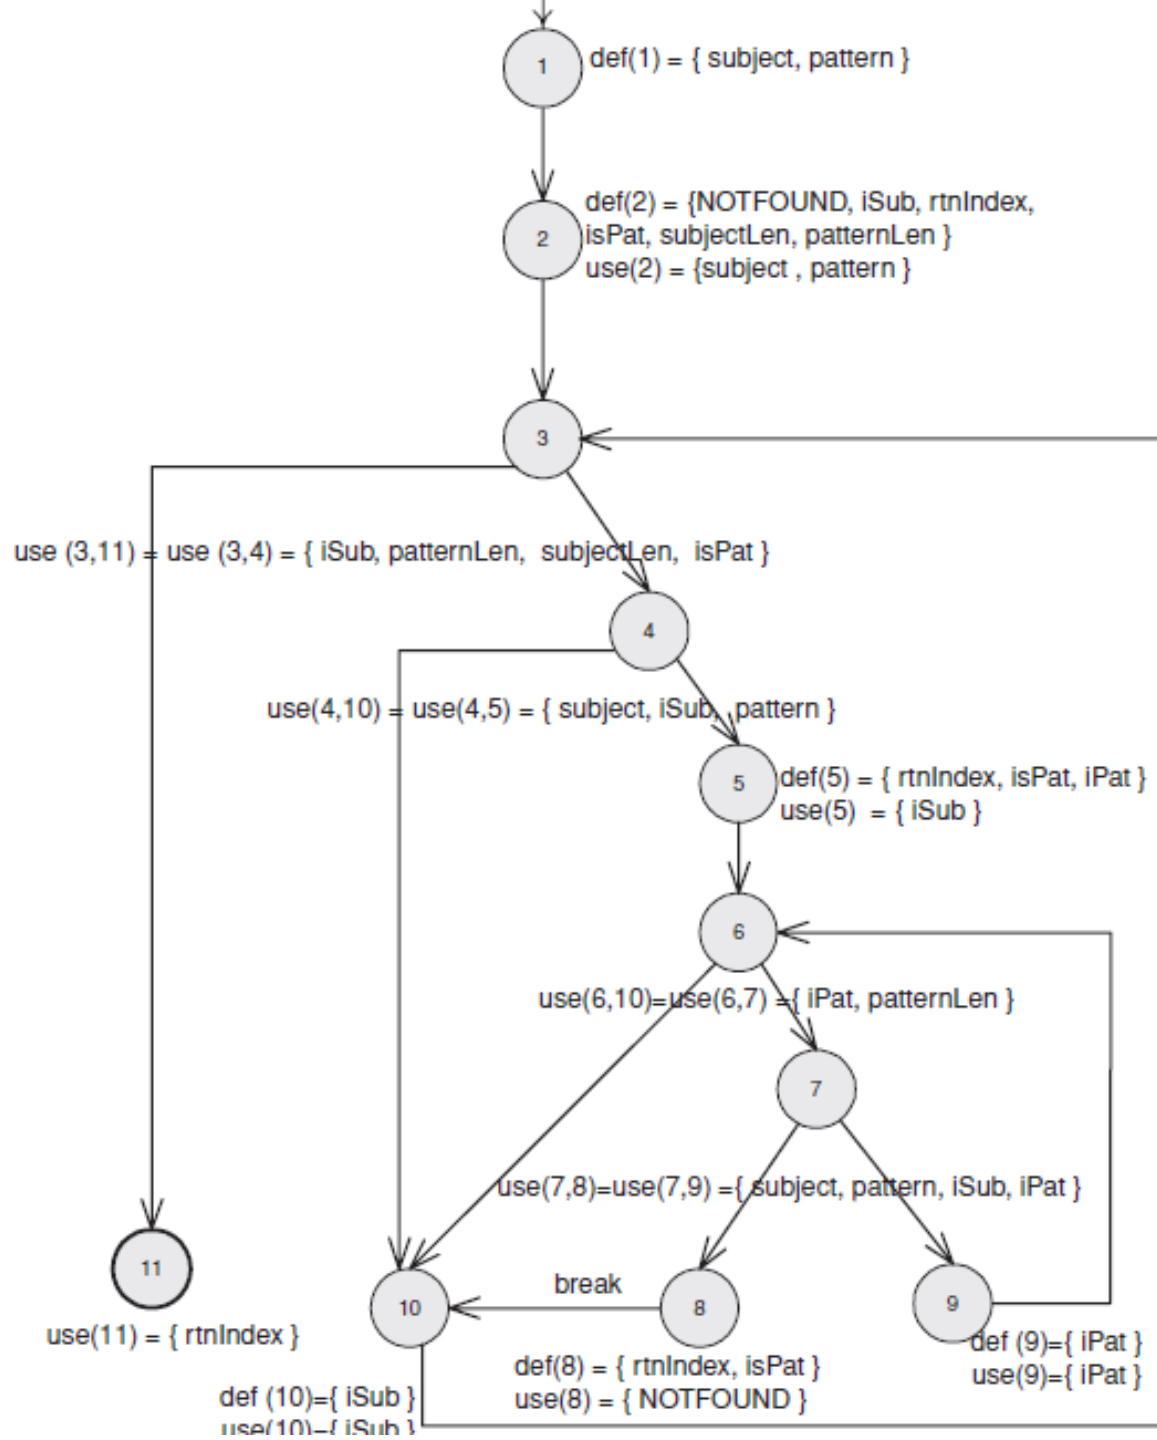 1
def(1) = { subject, pattern }
2
def(2) = {NOTFOUND, iSub, rtnIndex,
isPat, subjectLen, patternLen }
use(2) = {subject , pattern }
3
use (3,11) = use (3,4) = { iSub, patternLen, subjectLen, isPat }
4
use(4,10) = use(4,5) = { subject, iSub, pattern }
5
def(5) = { rtnIndex, isPat, iPat }
use(5) = { iSub }
6
use(6,10)=use(6,7) ={ iPat, patternLen }
7
use(7,8)=use(7,9) ={ subject, pattern, iSub, iPat }
11
use(11) = { rtnIndex }
10
break
8
9
def (9)={ iPat }
use(9)={ iPat }
def(8) = { rtnIndex, isPat }
use(8) = { NOTFOUND }
def (10)={ iSub }
use(10)={ iSub }